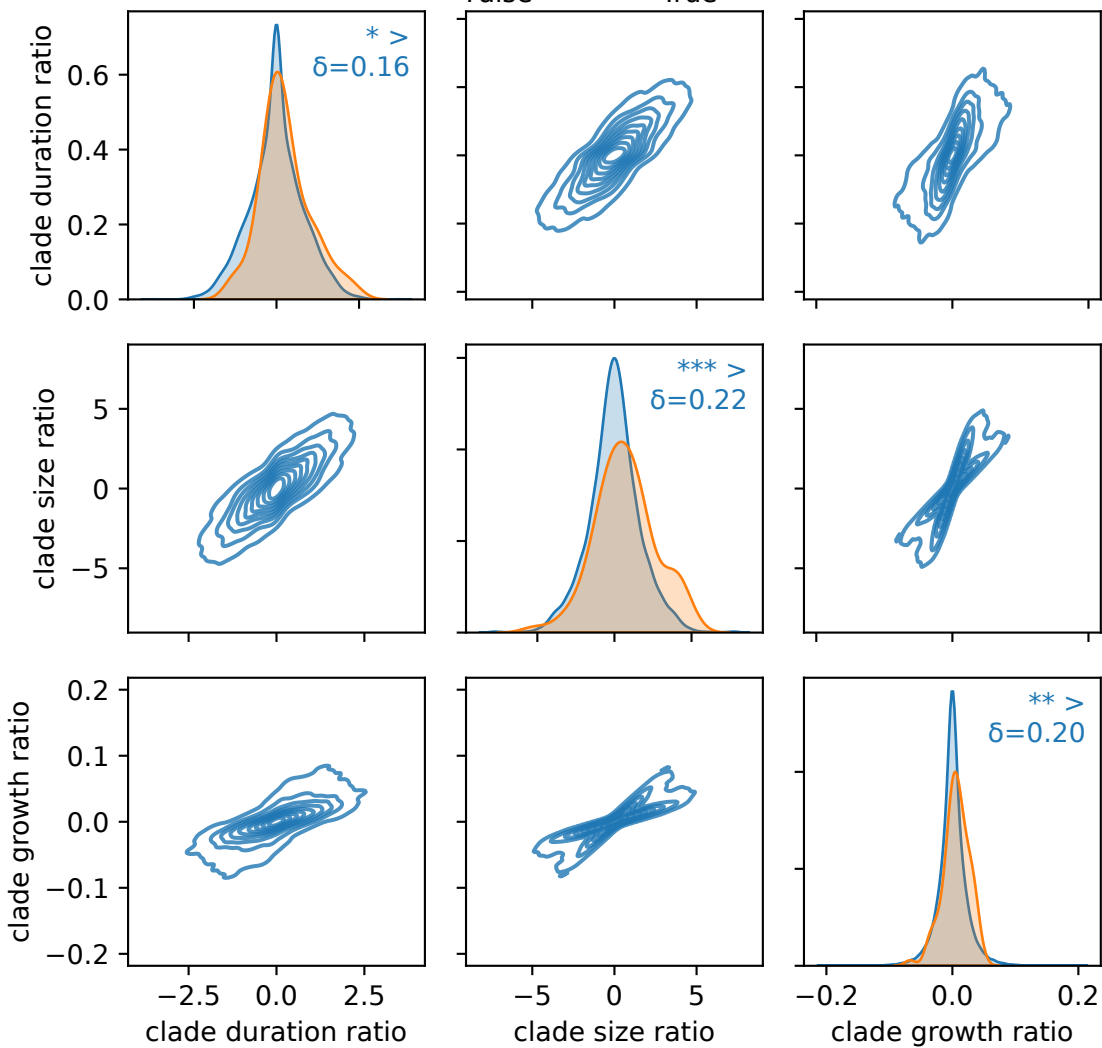 False True
clade duration ratio
0.6
0.4
0.2
0.0
* >
δ=0.16
clade size ratio
5
0
−5
*** >
δ=0.22
clade growth ratio
0.2
0.1
0.0
−0.1
−0.2
** >
δ=0.20
−2.5 0.0 2.5
−5 0 5
−0.2 0.0 0.2
clade duration ratio
clade size ratio
clade growth ratio